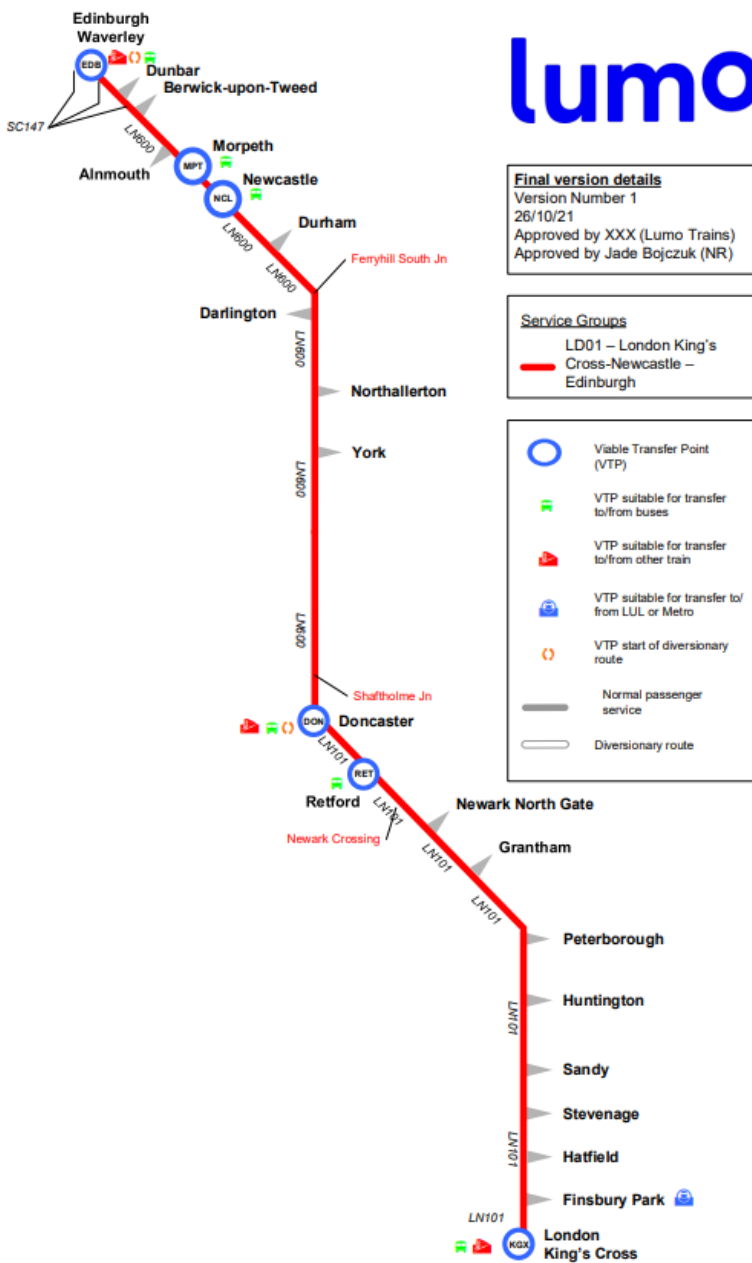 Edinburgh
Waverley
EDB
Dunbar
Berwick-upon-Tweed
SC147
LN600
Alnmouth
Morpeth
MPT
Newcastle
NCL
LN600
Durham
LN600
Ferryhill South Jn
Darlington
LN600
Northallerton
York
LN600
LN600
Shaftholme Jn
DON
Doncaster
LN101
RET
Retford
LN101
Newark North Gate
Newark Crossing
LN101
Grantham
LN101
Peterborough
LN101
Huntington
Sandy
Stevenage
LN101
Hatfield
Finsbury Park
LN101
KGX
London
King's Cross
lumo
Final version details
Version Number 1
26/10/21
Approved by XXX (Lumo Trains)
Approved by Jade Bojczuk (NR)
Service Groups
LD01 – London King's
Cross-Newcastle –
Edinburgh
Viable Transfer Point
(VTP)
VTP suitable for transfer
to/from buses
VTP suitable for transfer
to/from other train
VTP suitable for transfer to/
from LUL or Metro
VTP start of diversionary
route
Normal passenger
service
Diversionary route